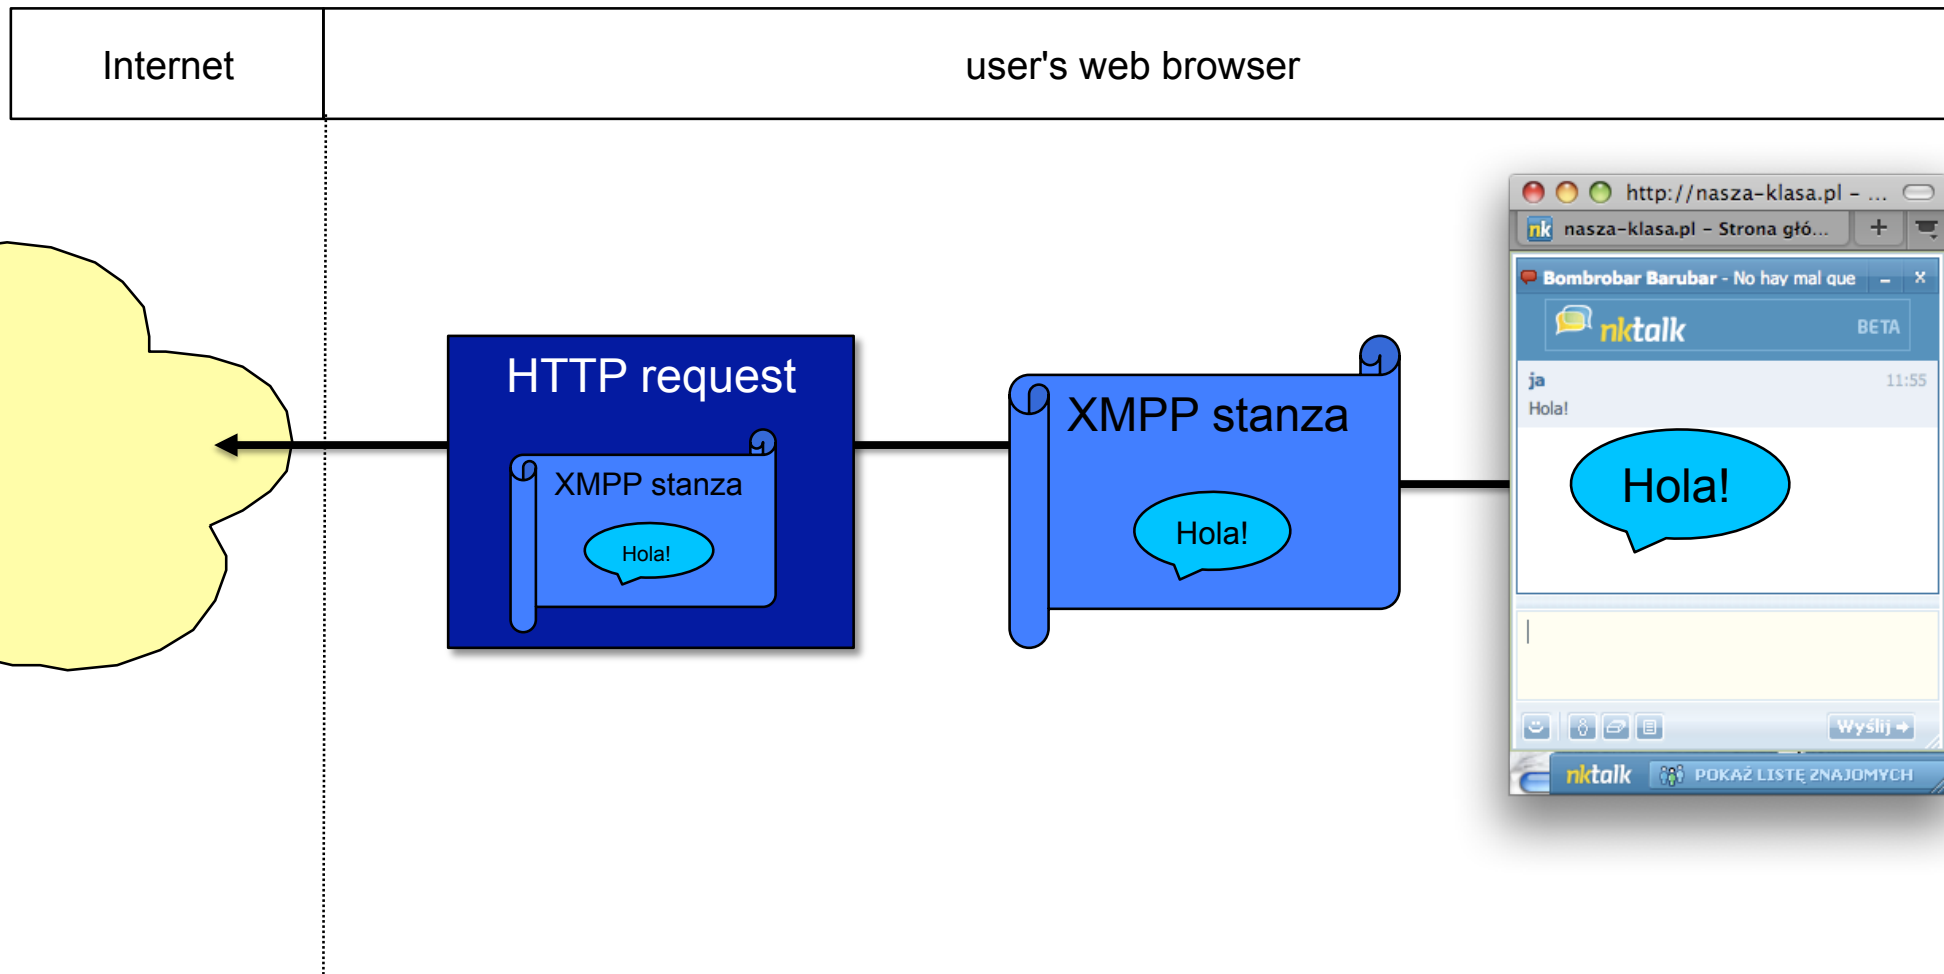 Internet
user's web browser
http://nasza-klasa.pl – ...
nk nasza-klasa.pl – Strona głó...
Bombrobar Barubar - No hay mal que
nktalk BETA
ja 11:55
Hola!
Hola!
HTTP request
XMPP stanza
Hola!
XMPP stanza
Hola!
Wyślij
nktalk POKAŻ LISTĘ ZNAJOMYCH